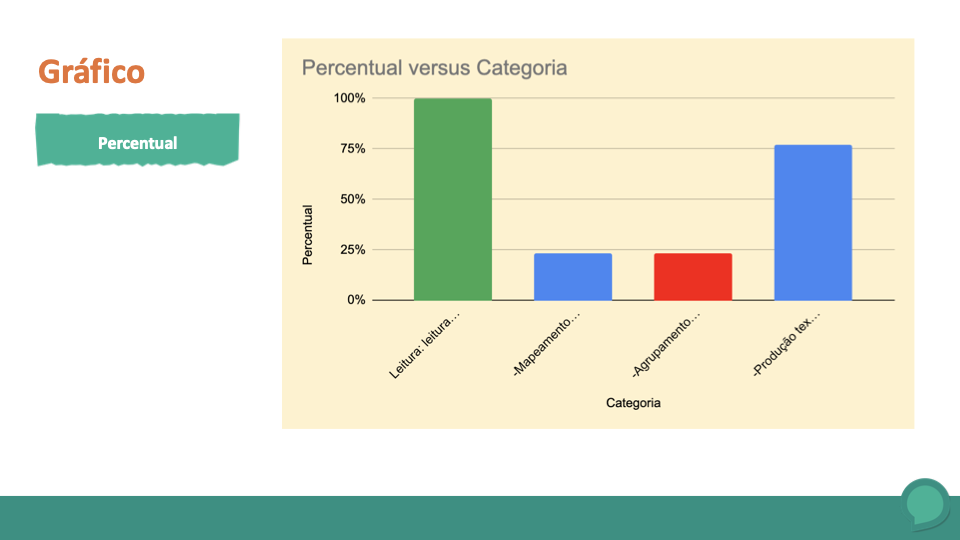 Gráfico
Percentual
Percentual versus Categoria
100%
75%
50%
25%
0%
Percentual
Leitura: leitura…
-Mapeamento…
-Agrupamento…
-Produção tex…
Categoria